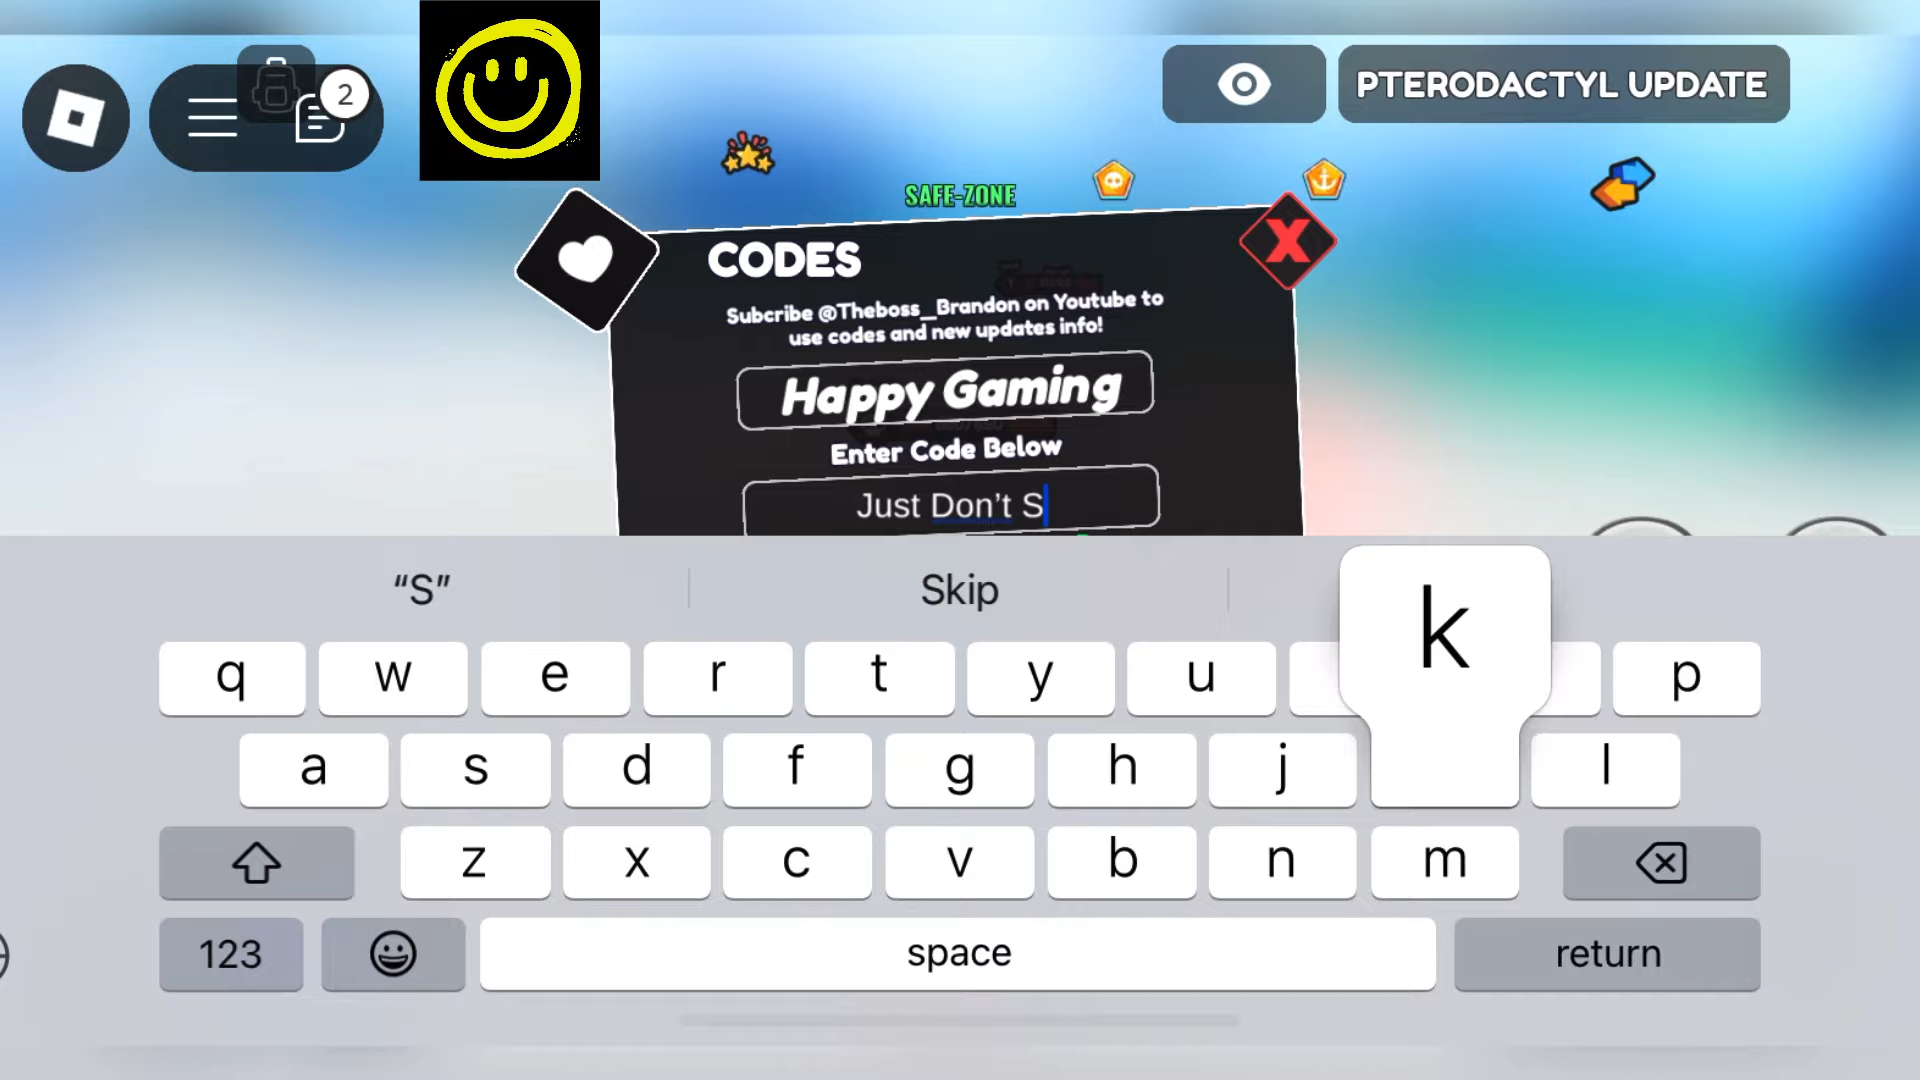 2
PTERODACTYL UPDATE
SAFE-ZONE
CODES
X
Subcribe @Theboss_Brandon on Youtube to
use codes and new updates info!
Happy Gaming
Enter Code Below
Just Don’t S
“S”
Skip
k
q w e r t y u p
a s d f g h j l
z x c v b n m
123
space
return